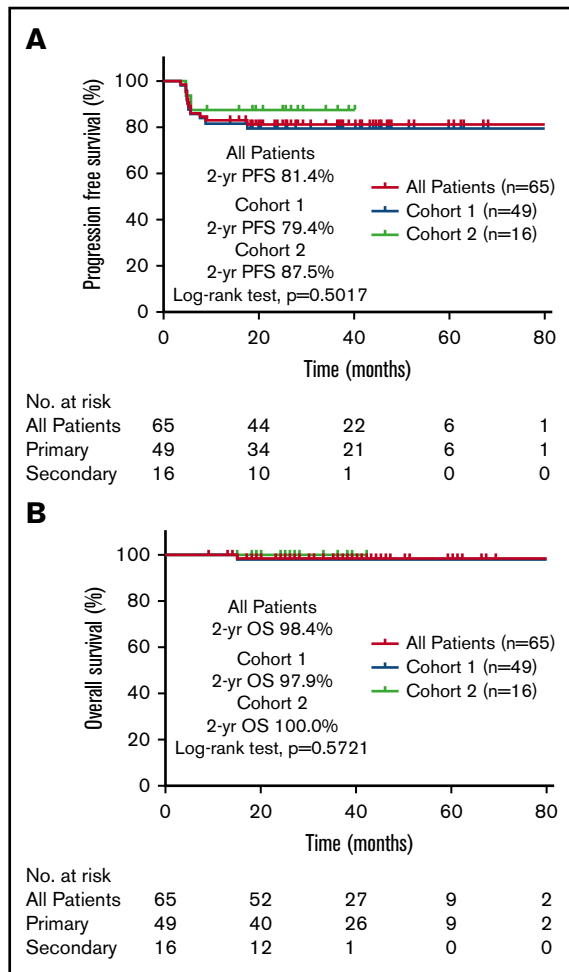 A
Progression free survival (%)
100
80
60
40
20
0
All Patients
2-yr PFS 81.4%
Cohort 1
2-yr PFS 79.4%
Cohort 2
2-yr PFS 87.5%
Log-rank test, p=0.5017
All Patients (n=65)
Cohort 1 (n=49)
Cohort 2 (n=16)
0 20 40 60 80
Time (months)
No. at risk
All Patients 65 44 22 6 1
Primary 49 34 21 6 1
Secondary 16 10 1 0 0
B
Overall survival (%)
100
80
60
40
20
0
All Patients
2-yr OS 98.4%
Cohort 1
2-yr OS 97.9%
Cohort 2
2-yr OS 100.0%
Log-rank test, p=0.5721
All Patients (n=65)
Cohort 1 (n=49)
Cohort 2 (n=16)
0 20 40 60 80
Time (months)
No. at risk
All Patients 65 52 27 9 2
Primary 49 40 26 9 2
Secondary 16 12 1 0 0